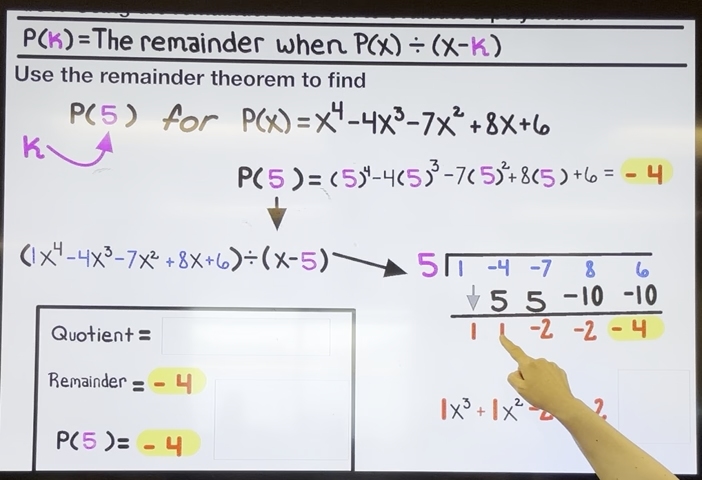 P(K)=The remainder when P(x) ÷ (x-K)
Use the remainder theorem to find
P(5) for P(x) = x⁴-4x³-7x²+8x+6
K
P(5) = (5)⁴-4(5)³-7(5)²+8(5)+6 = -4
(1x⁴-4x³-7x²+8x+6)÷(x-5)
5 1 -4 -7 8 6
5 5 -10 -10
1 1 -2 -2 -4
Quotient =
Remainder = -4
P(5) = -4
1x³+1x²